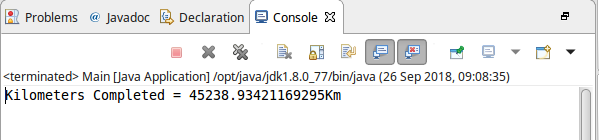 Problems @ Javadoc Declaration Console
<terminated> Main [Java Application] /opt/java/jdk1.8.0_77/bin/java (26 Sep 2018, 09:08:35)
Kilometers Completed = 45238.93421169295Km